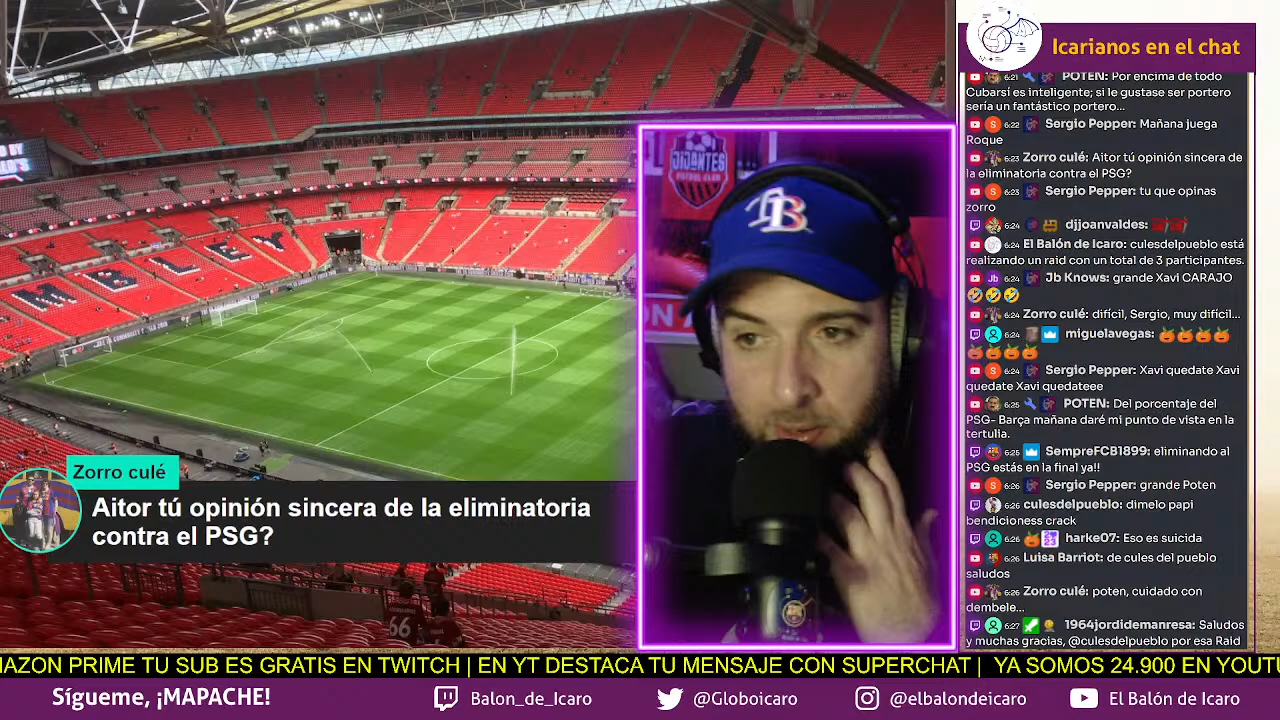 WEMBLEY
66
GIGANTES
TB
Zorro culé
Aitor tú opinión sincera de la eliminatoria
contra el PSG?
Icarianos en el chat
6:21 POTEN: Por encima de todo
Cubarsí es inteligente; si le gustase ser portero
sería un fantástico portero...
6:22 Sergio Pepper: Mañana juega
Roque
6:23 Zorro culé: Aitor tú opinión sincera de
la eliminatoria contra el PSG?
6:23 Sergio Pepper: tu que opinas
zorro
6:24 djjoanvaldes:
6:24 El Balón de Icaro: culesdelpueblo está
realizando un raid con un total de 3 participantes.
Jb 6:24 Jb Knows: grande Xavi CARAJO
🤣🤣🤣
6:24 Zorro culé: difícil, Sergio, muy difícil...
6:24 miguelavegas: 🎃🎃🎃🎃
🎃🎃🎃🎃
6:25 Sergio Pepper: Xavi quedate Xavi
quedate Xavi quedateee
6:25 POTEN: Del porcentaje del
PSG- Barça mañana daré mi punto de vista en la
tertulia.
6:25 SempreFCB1899: eliminando al
PSG estás en la final ya!!
6:26 Sergio Pepper: grande Poten
6:26 culesdelpueblo: dimelo papi
bendicioness crack
6:26 harke07: Eso es suicida
6:26 Luisa Barriot: de cules del pueblo
saludos
6:26 Zorro culé: Poten, cuidado con
dembele...
6:27 1964jordidemanresa: Saludos
y muchas gracias, @culesdelpueblo por esa Raid
MAZON PRIME TU SUB ES GRATIS EN TWITCH | EN YT DESTACA TU MENSAJE CON SUPERCHAT | YA SOMOS 24.900 EN YOUTU
Sígueme, ¡MAPACHE!
Balon_de_Icaro
@Globoicaro
@elbalondeicaro
El Balón de Icaro